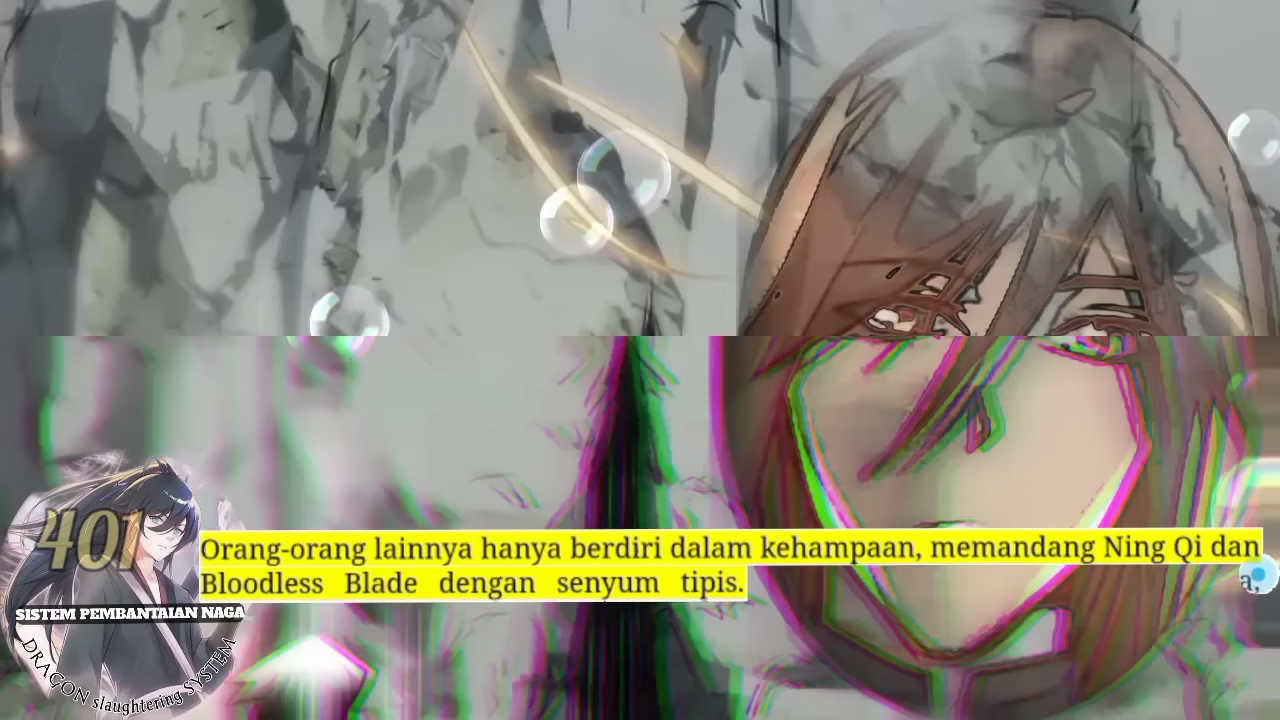 401
Orang-orang lainnya hanya berdiri dalam kehampaan, memandang Ning Qi dan
Bloodless Blade dengan senyum tipis.
a,
SISTEM PEMBANTAIAN NAGA
DRAGON slaughtering SYSTEM